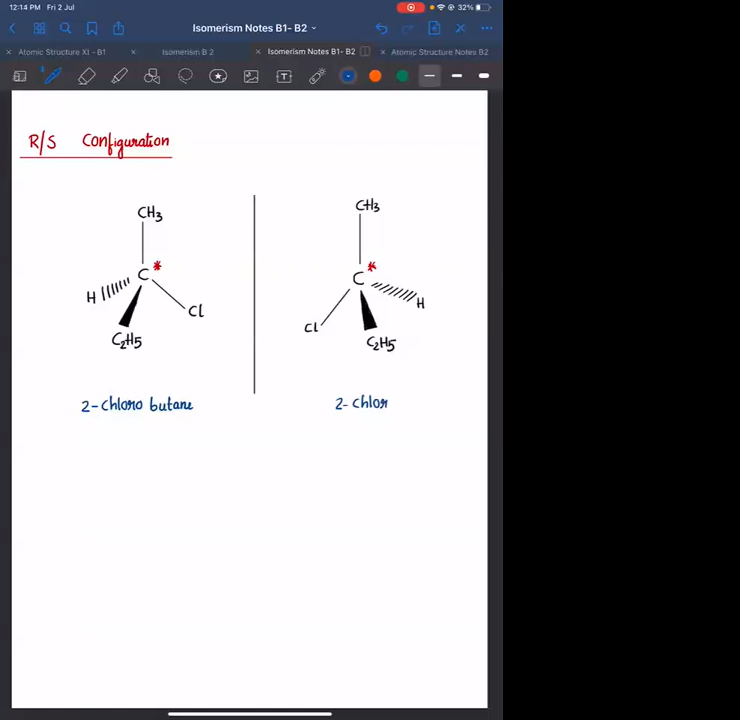 12:14 PM Fri 2 Jul 32%
Isomerism Notes B1- B2
Atomic Structure XI - B1 Isomerism B 2 Isomerism Notes B1- B2 Atomic Structure Notes B2
R/S Configuration
CH3 CH3
C* C*
H Cl Cl H
C2H5 C2H5
2-chloro butane 2-chlor